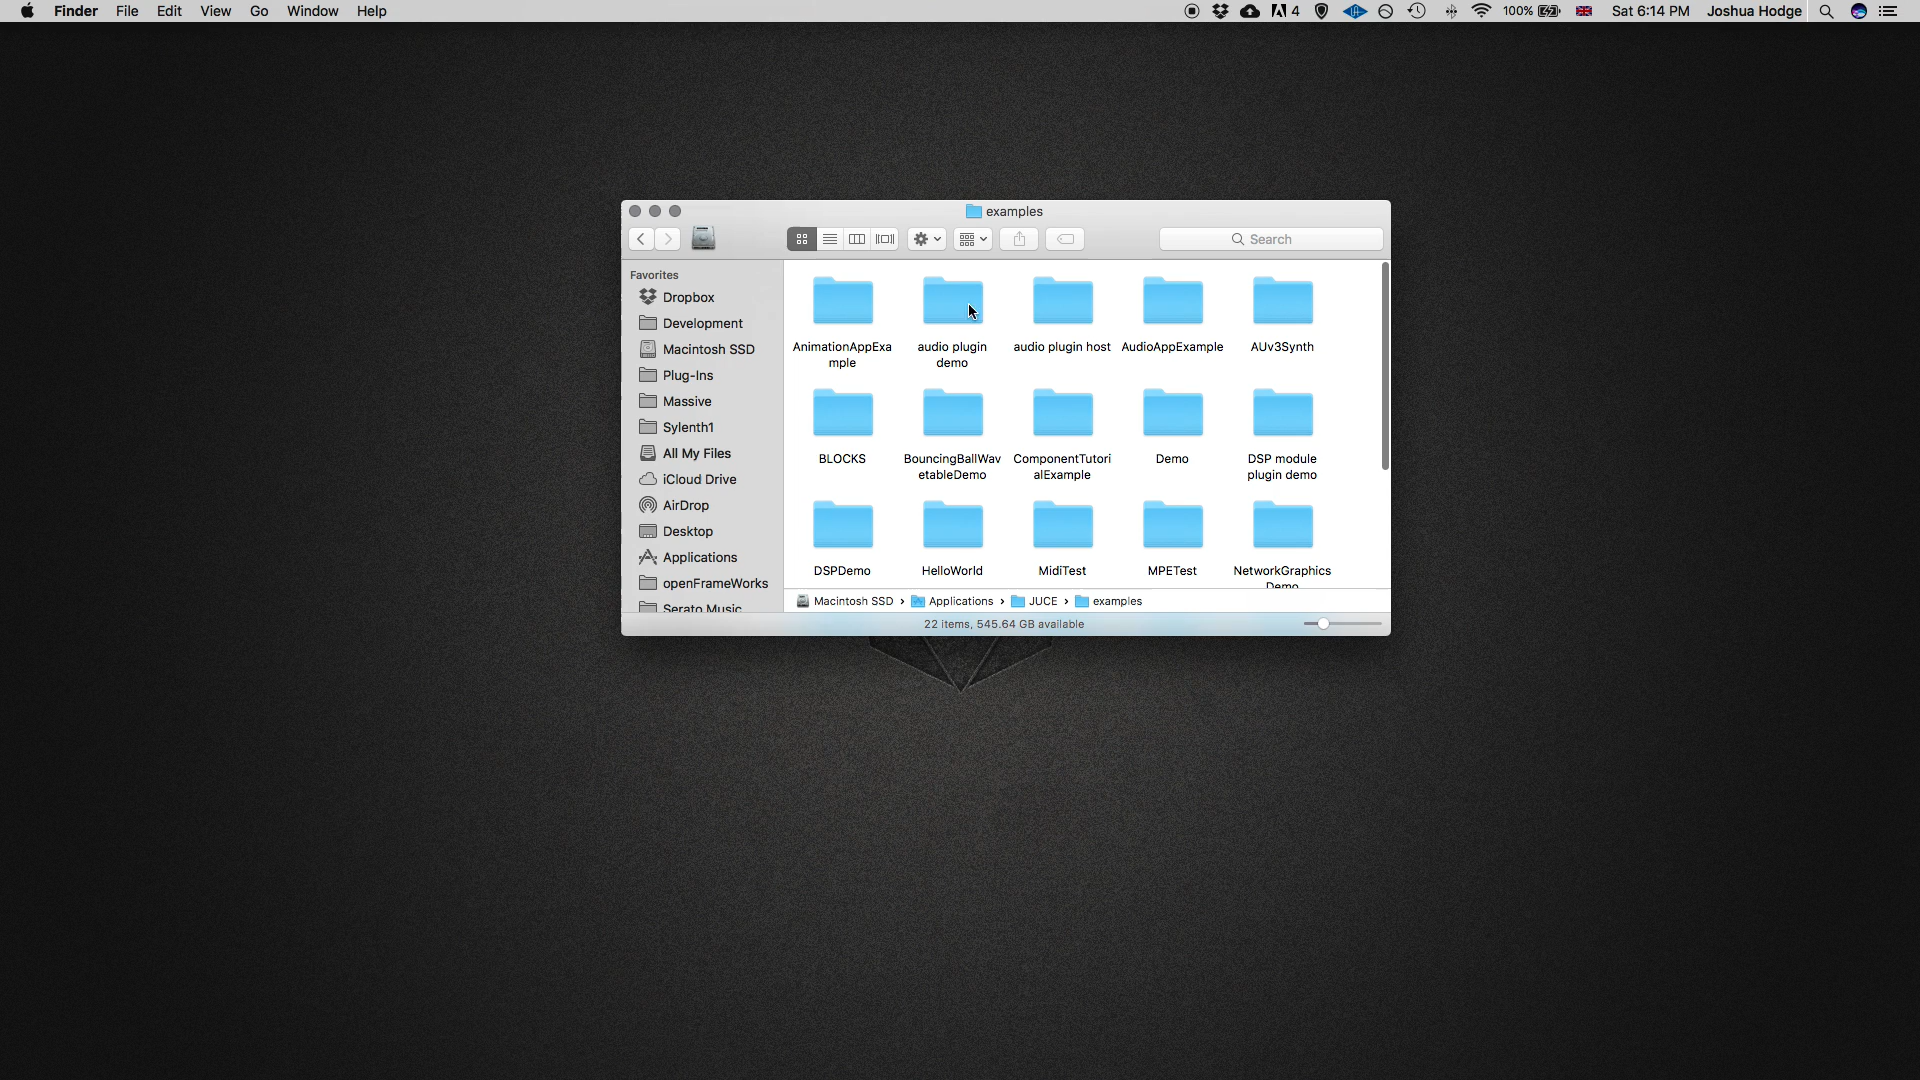 Finder File Edit View Go Window Help 4 100% Sat 6:14 PM Joshua Hodge
examples
Search
Favorites
Dropbox
Development
Macintosh SSD
Plug-Ins
Massive
Sylenth1
All My Files
iCloud Drive
AirDrop
Desktop
Applications
openFrameWorks
Serato Music
AnimationAppExa
mple
audio plugin
demo
audio plugin host
AudioAppExample
AUv3Synth
BLOCKS
BouncingBallWav
etableDemo
ComponentTutori
alExample
Demo
DSP module
plugin demo
DSPDemo
HelloWorld
MidiTest
MPETest
NetworkGraphics
Demo
Macintosh SSD › Applications › JUCE › examples
22 items, 545.64 GB available